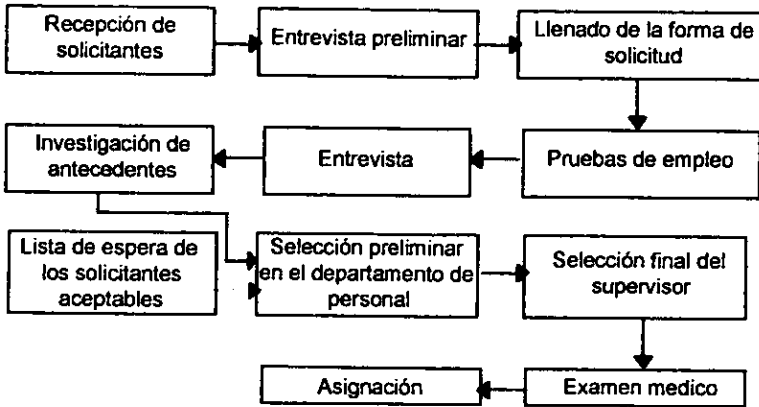 Recepción de
solicitantes
Entrevista preliminar
Llenado de la forma de
solicitud
Investigación de
antecedentes
Entrevista
Pruebas de empleo
Lista de espera de
los solicitantes
aceptables
Selección preliminar
en el departamento de
personal
Selección final del
supervisor
Asignación
Examen medico